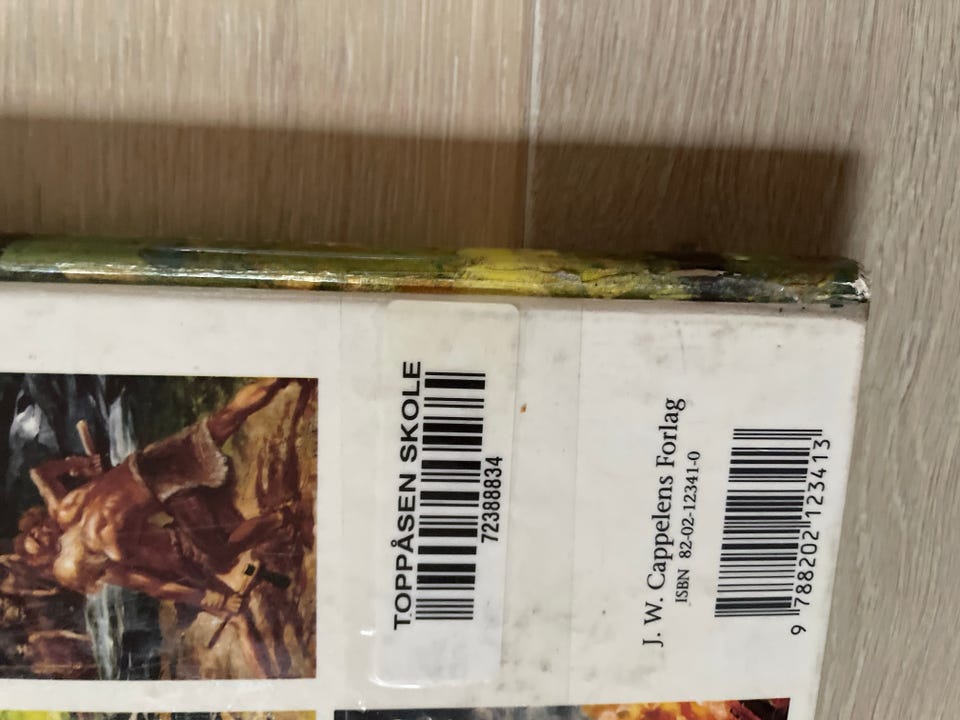 TOPPÅSEN SKOLE
72388834
J. W. Cappelens Forlag
ISBN 82-02-12341-0
9 788202 123413